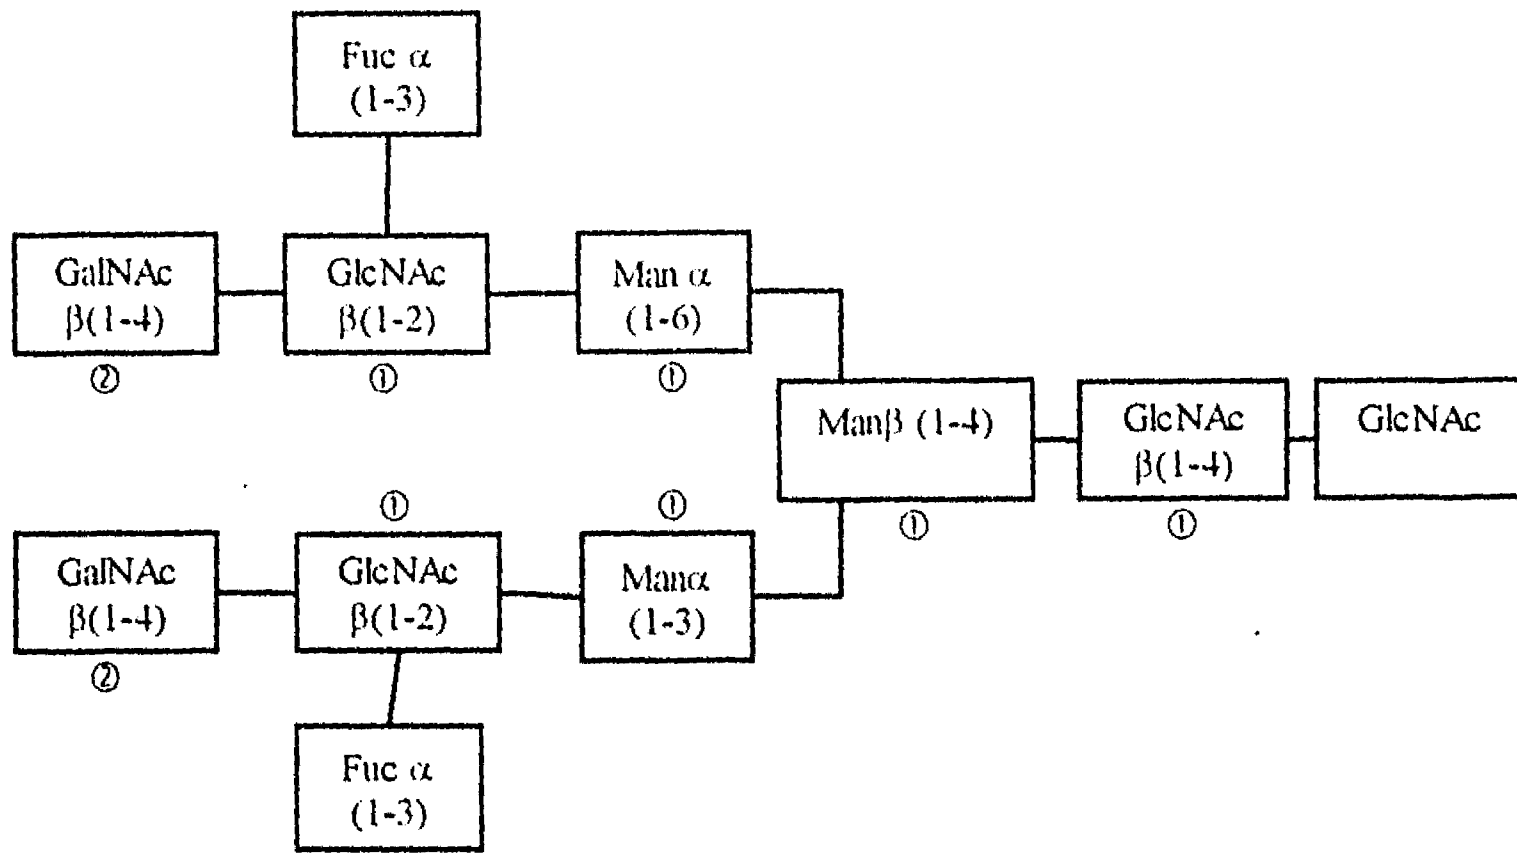 Fuc α
(1-3)
GalNAc
β(1-4)
②
GlcNAc
β(1-2)
①
Man α
(1-6)
①
Manβ (1-4)
①
GlcNAc
β(1-4)
①
GlcNAc
GalNAc
β(1-4)
②
①
GlcNAc
β(1-2)
①
Manα
(1-3)
Fuc α
(1-3)